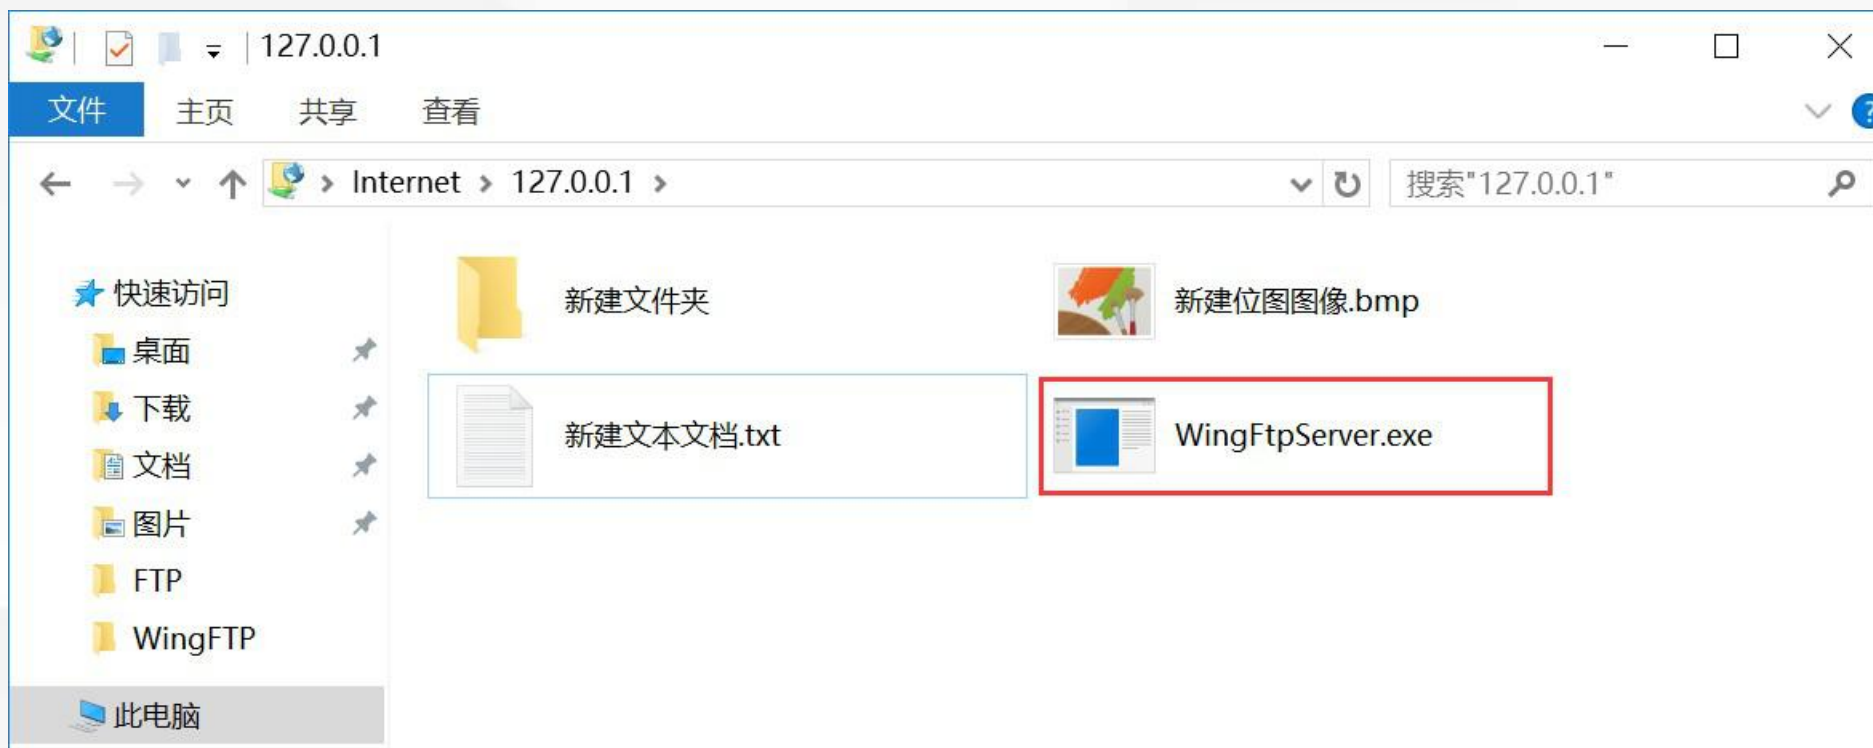 127.0.0.1
文件 主页 共享 查看
Internet 127.0.0.1 搜索"127.0.0.1"
快速访问
桌面
下载
文档
图片
FTP
WingFTP
此电脑
新建文件夹 新建位图图像.bmp
新建文本文档.txt WingFtpServer.exe